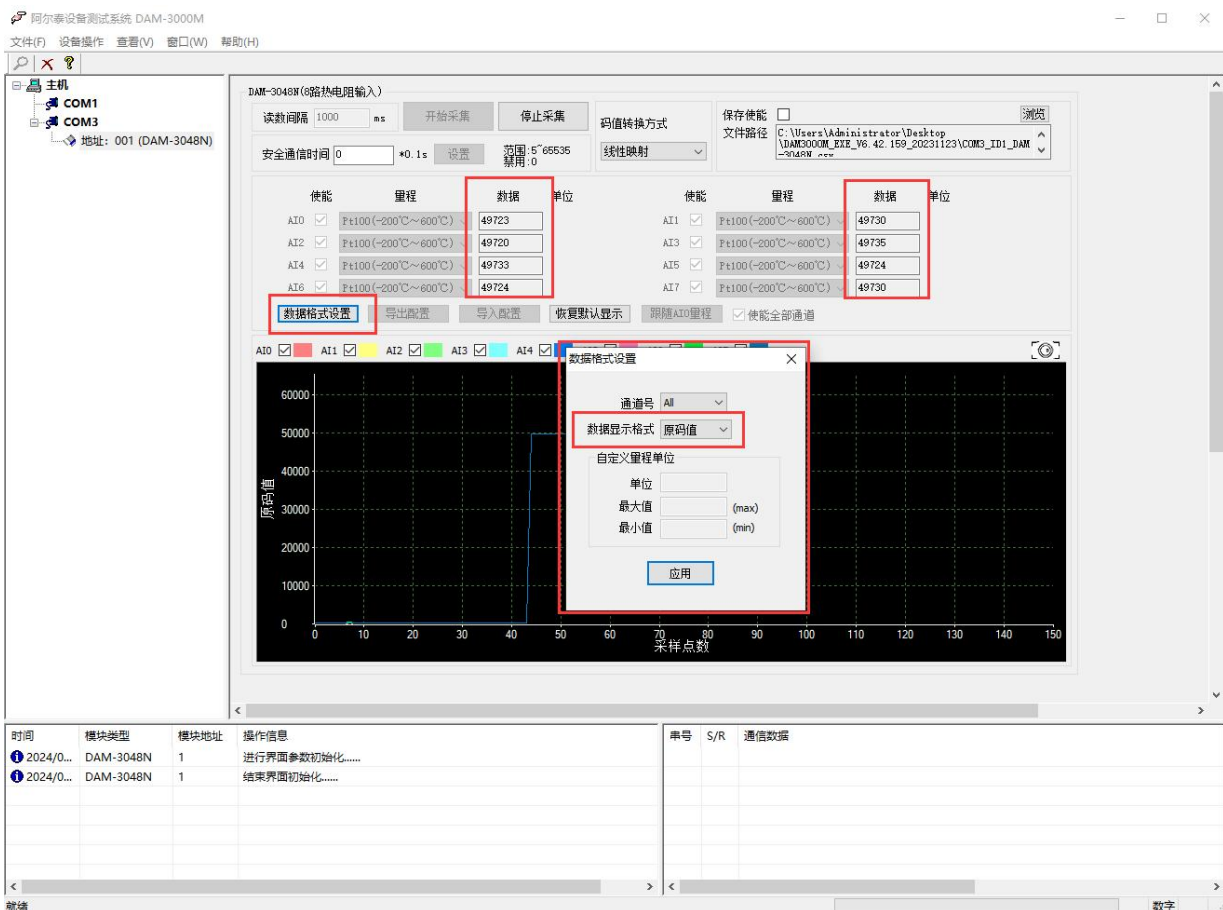 阿尔泰设备测试系统 DAM-3000M
文件(F) 设备操作 查看(V) 窗口(W) 帮助(H)
主机
COM1
COM3
地址: 001 (DAM-3048N)
DAM-3048N(8路热电阻输入)
读数间隔 1000 ms 开始采集 停止采集
安全通信时间 0 *0.1s 设置 范围:5~65535
禁用:0
码值转换方式
线性映射
保存使能 浏览
文件路径 C:\Users\Administrator\Desktop
\DAM3000M_EXE_V6.42.159_20231123\COM3_ID1_DAM
-3048N.csv
使能 量程 数据 单位 使能 量程 数据 单位
AI0 Pt100(-200℃~600℃) 49723 AI1 Pt100(-200℃~600℃) 49730
AI2 Pt100(-200℃~600℃) 49720 AI3 Pt100(-200℃~600℃) 49735
AI4 Pt100(-200℃~600℃) 49733 AI5 Pt100(-200℃~600℃) 49724
AI6 Pt100(-200℃~600℃) 49724 AI7 Pt100(-200℃~600℃) 49730
数据格式设置 导出配置 导入配置 恢复默认显示 跟随AI0量程 使能全部通道
AI0 AI1 AI2 AI3 AI4
60000
50000
40000
30000
20000
10000
0
原码值
0 10 20 30 40 50 60 70 80 90 100 110 120 130 140 150
采样点数
数据格式设置
通道号 All
数据显示格式 原码值
自定义量程单位
单位
最大值 (max)
最小值 (min)
应用
时间 模块类型 模块地址 操作信息
2024/0... DAM-3048N 1 进行界面参数初始化......
2024/0... DAM-3048N 1 结束界面初始化......
串号 S/R 通信数据
就绪
数字